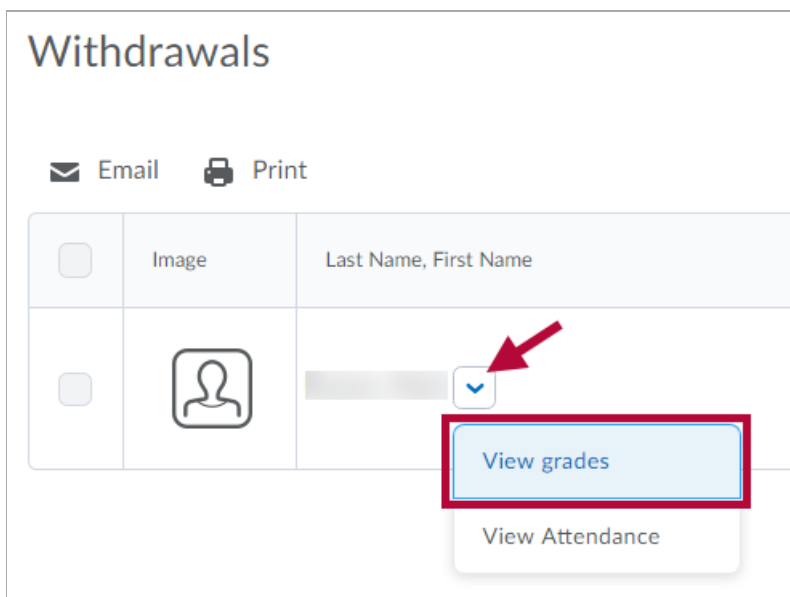 Withdrawals
Email Print
Image Last Name, First Name
View grades
View Attendance